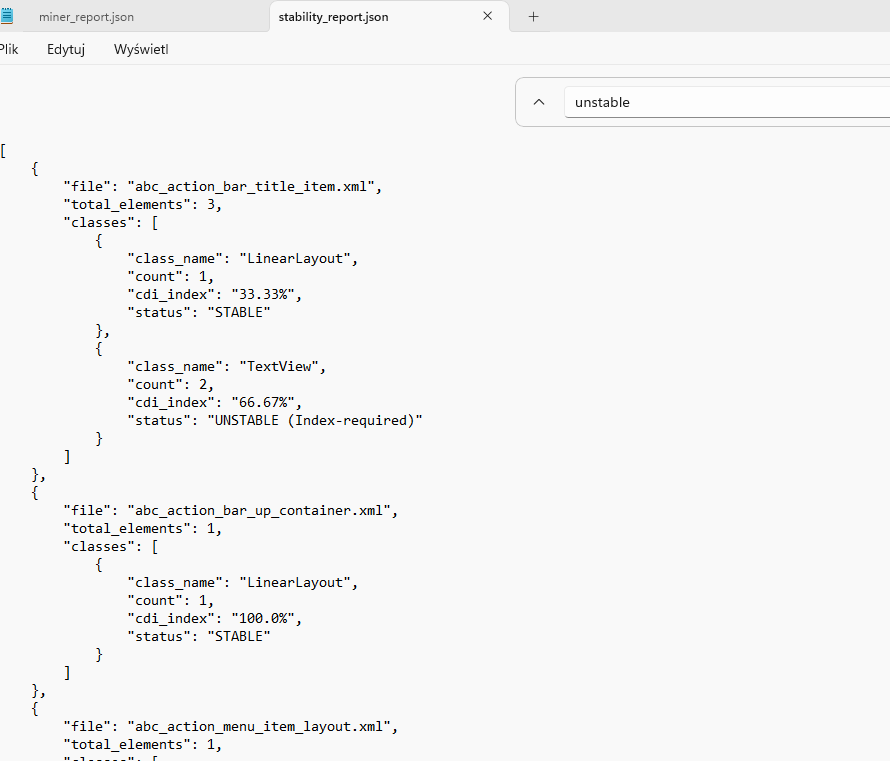 miner_report.json
stability_report.json
Plik Edytuj Wyświetl
unstable
[
{
"file": "abc_action_bar_title_item.xml",
"total_elements": 3,
"classes": [
{
"class_name": "LinearLayout",
"count": 1,
"cdi_index": "33.33%",
"status": "STABLE"
},
{
"class_name": "TextView",
"count": 2,
"cdi_index": "66.67%",
"status": "UNSTABLE (Index-required)"
}
]
},
{
"file": "abc_action_bar_up_container.xml",
"total_elements": 1,
"classes": [
{
"class_name": "LinearLayout",
"count": 1,
"cdi_index": "100.0%",
"status": "STABLE"
}
]
},
{
"file": "abc_action_menu_item_layout.xml",
"total_elements": 1,
"classes": [